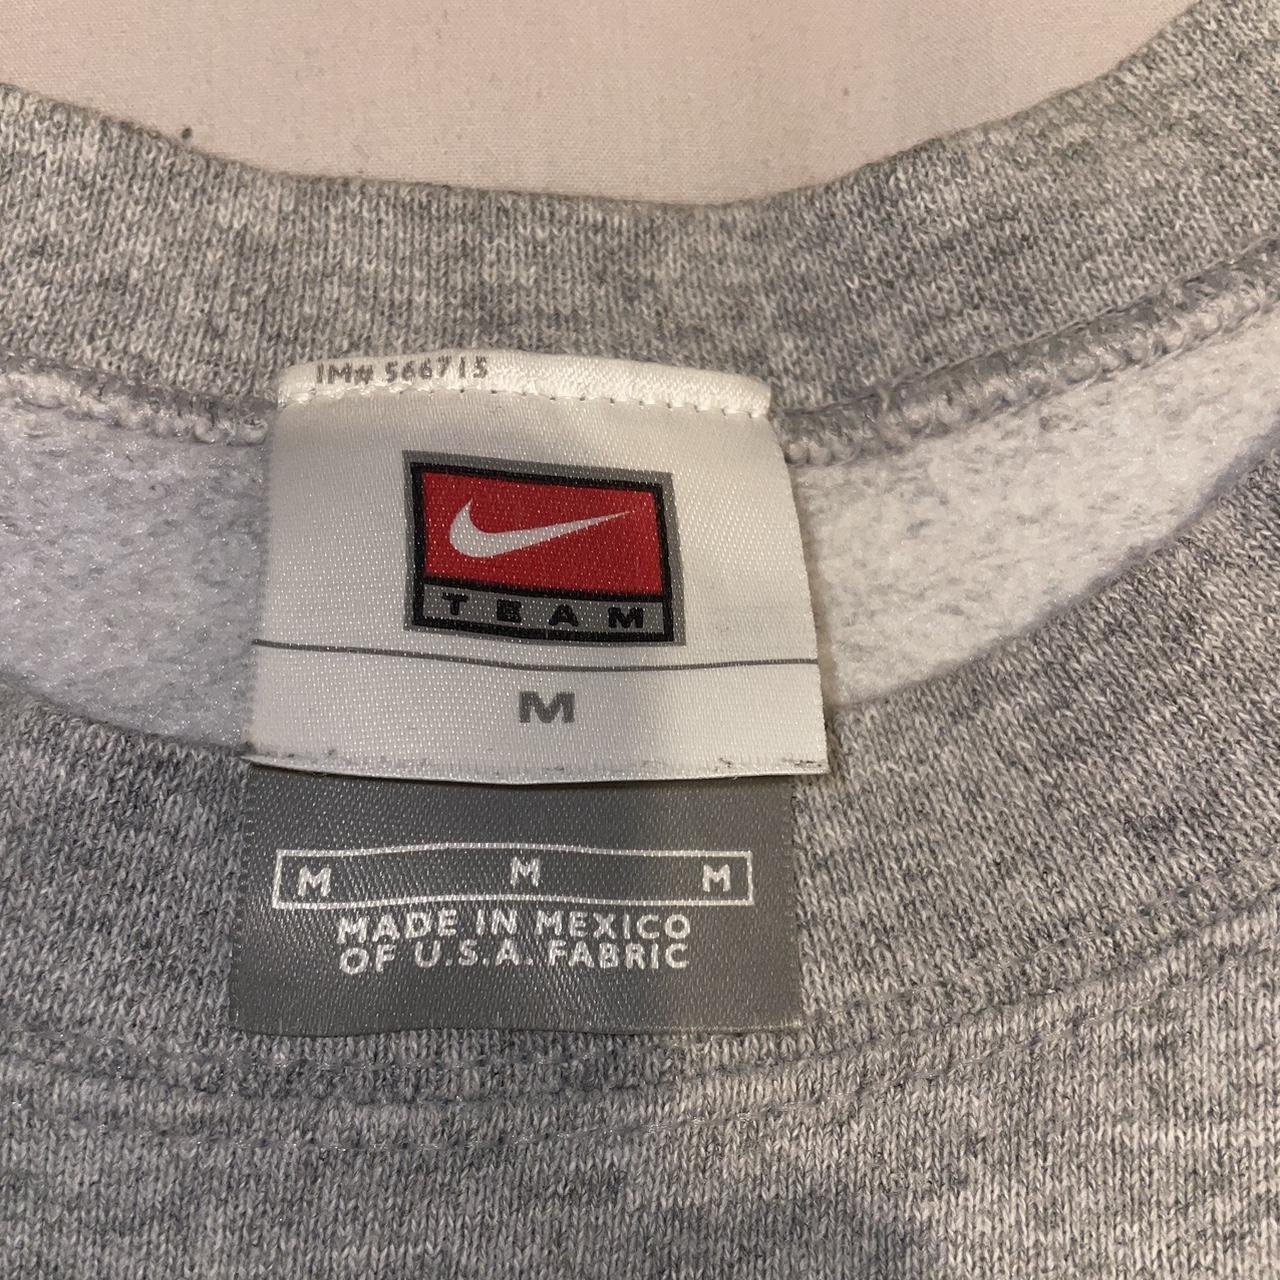 IM# 566715
TEAM
M
M M M
MADE IN MEXICO
OF U.S.A. FABRIC